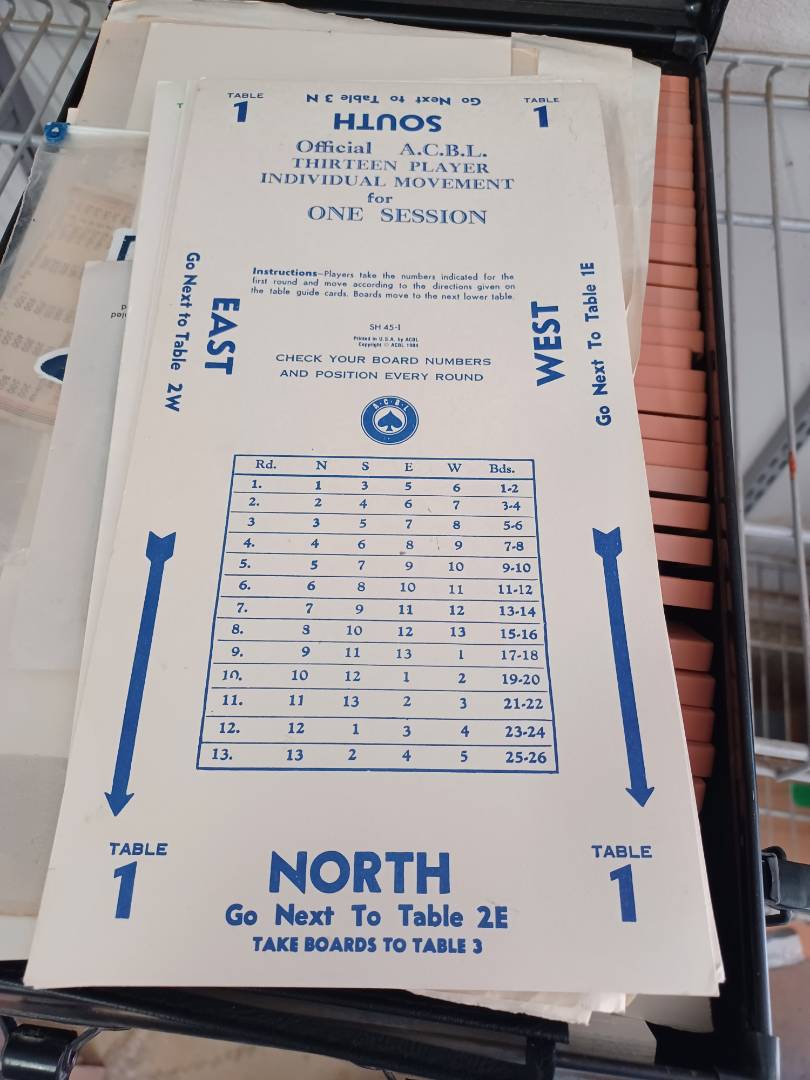 TABLE
1
Go Next to Table 3 N
TABLE
1
SOUTH
Official A.C.B.L.
THIRTEEN PLAYER
INDIVIDUAL MOVEMENT
for
ONE SESSION
Go Next to Table 2W
EAST
Instructions—Players take the numbers indicated for the
first round and move according to the directions given on
the table guide cards. Boards move to the next lower table.
WEST
Go Next To Table 1E
SH 45-1
Printed in U.S.A. by ACBL
Copyright © ACBL 1984
CHECK YOUR BOARD NUMBERS
AND POSITION EVERY ROUND
A·C·B·L
Rd. N S E W Bds.
1. 1 3 5 6 1-2
2. 2 4 6 7 3-4
3 3 5 7 8 5-6
4. 4 6 8 9 7-8
5. 5 7 9 10 9-10
6. 6 8 10 11 11-12
7. 7 9 11 12 13-14
8. 8 10 12 13 15-16
9. 9 11 13 1 17-18
10. 10 12 1 2 19-20
11. 11 13 2 3 21-22
12. 12 1 3 4 23-24
13. 13 2 4 5 25-26
TABLE
1
NORTH
Go Next To Table 2E
TAKE BOARDS TO TABLE 3
TABLE
1